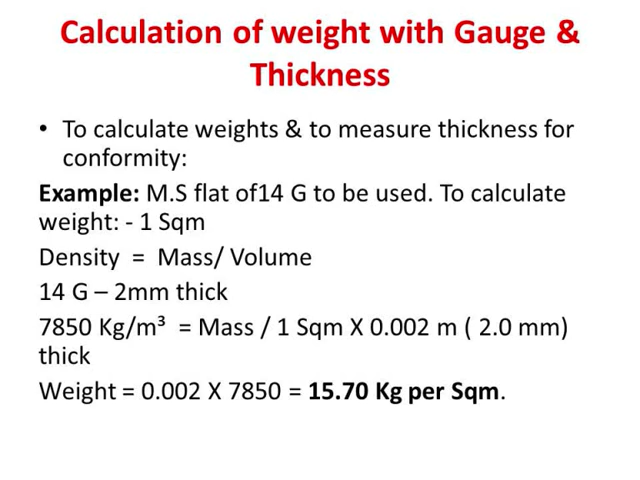 Calculation of weight with Gauge &
Thickness
• To calculate weights & to measure thickness for
conformity:
Example: M.S flat of14 G to be used. To calculate
weight: - 1 Sqm
Density = Mass/ Volume
14 G – 2mm thick
7850 Kg/m³ = Mass / 1 Sqm X 0.002 m ( 2.0 mm)
thick
Weight = 0.002 X 7850 = 15.70 Kg per Sqm.